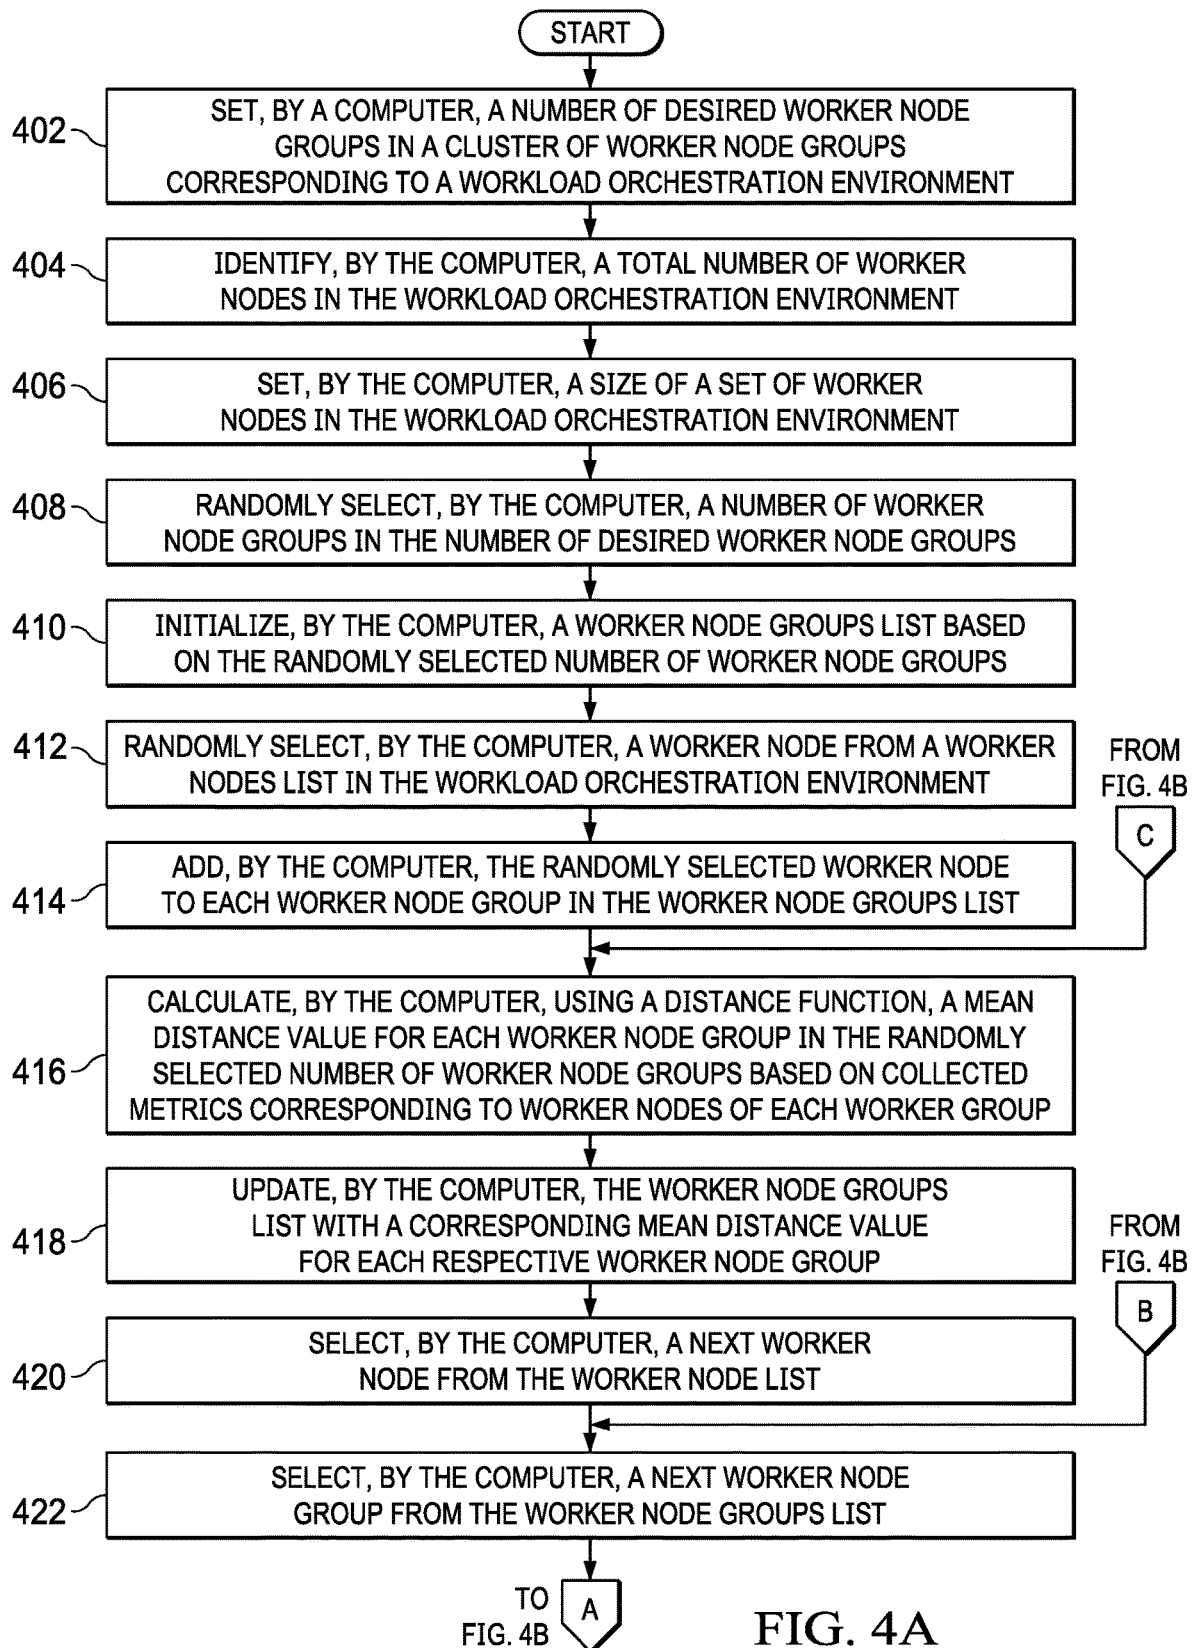 START
402
SET, BY A COMPUTER, A NUMBER OF DESIRED WORKER NODE
GROUPS IN A CLUSTER OF WORKER NODE GROUPS
CORRESPONDING TO A WORKLOAD ORCHESTRATION ENVIRONMENT
404
IDENTIFY, BY THE COMPUTER, A TOTAL NUMBER OF WORKER
NODES IN THE WORKLOAD ORCHESTRATION ENVIRONMENT
406
SET, BY THE COMPUTER, A SIZE OF A SET OF WORKER
NODES IN THE WORKLOAD ORCHESTRATION ENVIRONMENT
408
RANDOMLY SELECT, BY THE COMPUTER, A NUMBER OF WORKER
NODE GROUPS IN THE NUMBER OF DESIRED WORKER NODE GROUPS
410
INITIALIZE, BY THE COMPUTER, A WORKER NODE GROUPS LIST BASED
ON THE RANDOMLY SELECTED NUMBER OF WORKER NODE GROUPS
412
RANDOMLY SELECT, BY THE COMPUTER, A WORKER NODE FROM A WORKER
NODES LIST IN THE WORKLOAD ORCHESTRATION ENVIRONMENT
FROM
FIG. 4B
C
414
ADD, BY THE COMPUTER, THE RANDOMLY SELECTED WORKER NODE
TO EACH WORKER NODE GROUP IN THE WORKER NODE GROUPS LIST
416
CALCULATE, BY THE COMPUTER, USING A DISTANCE FUNCTION, A MEAN
DISTANCE VALUE FOR EACH WORKER NODE GROUP IN THE RANDOMLY
SELECTED NUMBER OF WORKER NODE GROUPS BASED ON COLLECTED
METRICS CORRESPONDING TO WORKER NODES OF EACH WORKER GROUP
418
UPDATE, BY THE COMPUTER, THE WORKER NODE GROUPS
LIST WITH A CORRESPONDING MEAN DISTANCE VALUE
FOR EACH RESPECTIVE WORKER NODE GROUP
FROM
FIG. 4B
B
420
SELECT, BY THE COMPUTER, A NEXT WORKER
NODE FROM THE WORKER NODE LIST
422
SELECT, BY THE COMPUTER, A NEXT WORKER NODE
GROUP FROM THE WORKER NODE GROUPS LIST
TO
FIG. 4B
A
FIG. 4A